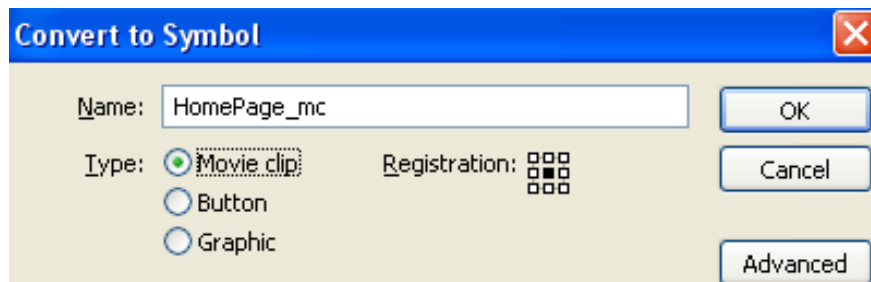 Convert to Symbol
Name: HomePage_mc OK
Type: Movie clip Registration: Cancel
Button
Graphic
Advanced